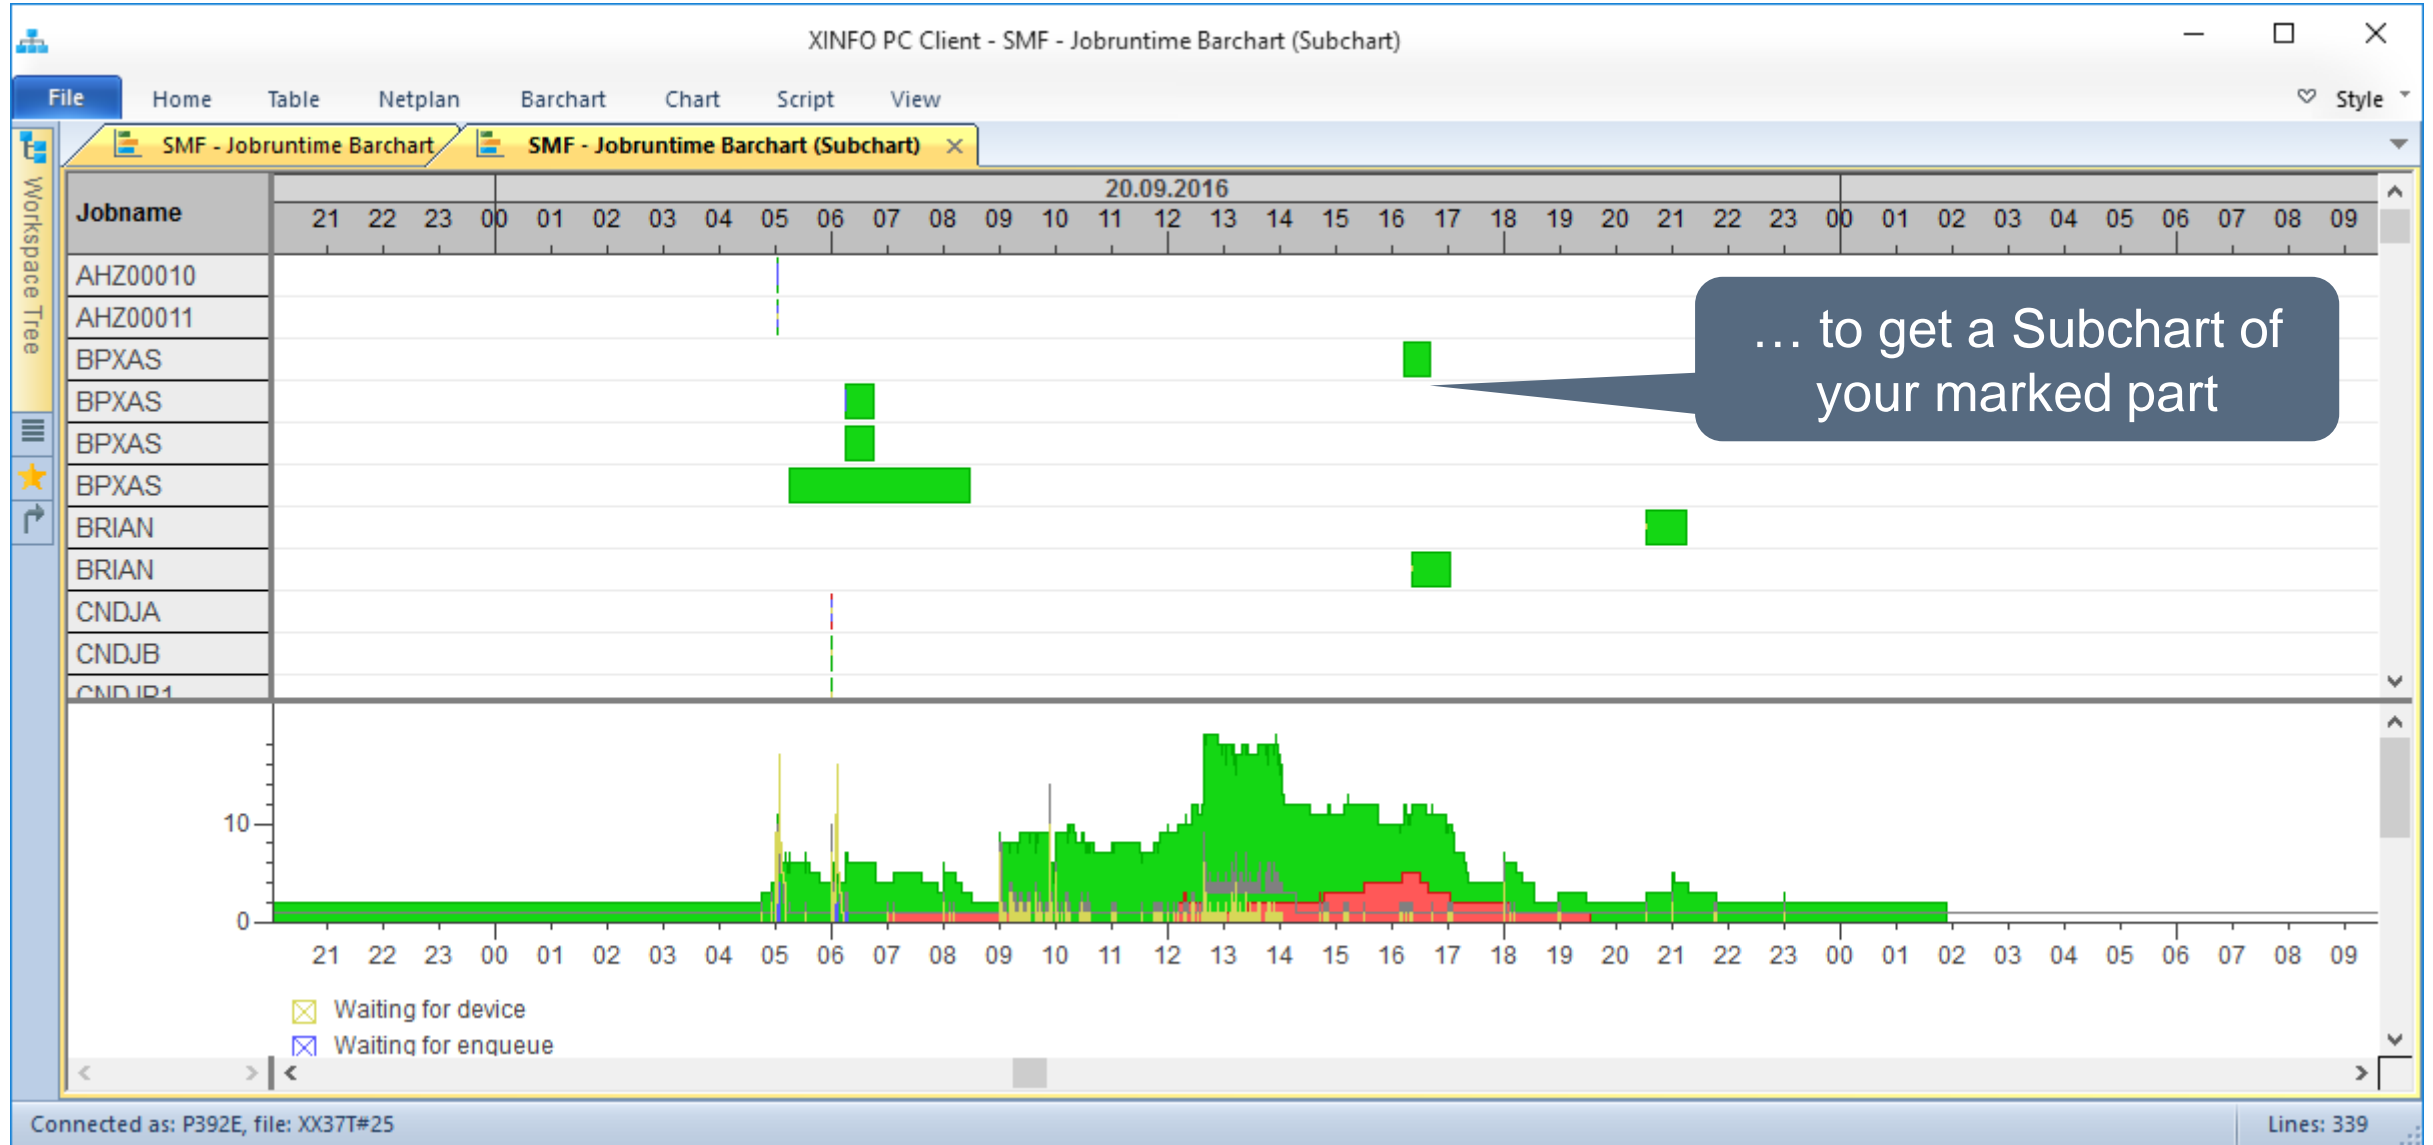 XINFO PC Client - SMF - Jobruntime Barchart (Subchart)
File Home Table Netplan Barchart Chart Script View Style
SMF - Jobruntime Barchart SMF - Jobruntime Barchart (Subchart)
Workspace Tree
Jobname
20.09.2016
21 22 23 00 01 02 03 04 05 06 07 08 09 10 11 12 13 14 15 16 17 18 19 20 21 22 23 00 01 02 03 04 05 06 07 08 09
AHZ00010
AHZ00011
BPXAS
BPXAS
BPXAS
BPXAS
BRIAN
BRIAN
CNDJA
CNDJB
CNDJR1
… to get a Subchart of
your marked part
10
0
21 22 23 00 01 02 03 04 05 06 07 08 09 10 11 12 13 14 15 16 17 18 19 20 21 22 23 00 01 02 03 04 05 06 07 08 09
Waiting for device
Waiting for enqueue
Connected as: P392E, file: XX37T#25
Lines: 339